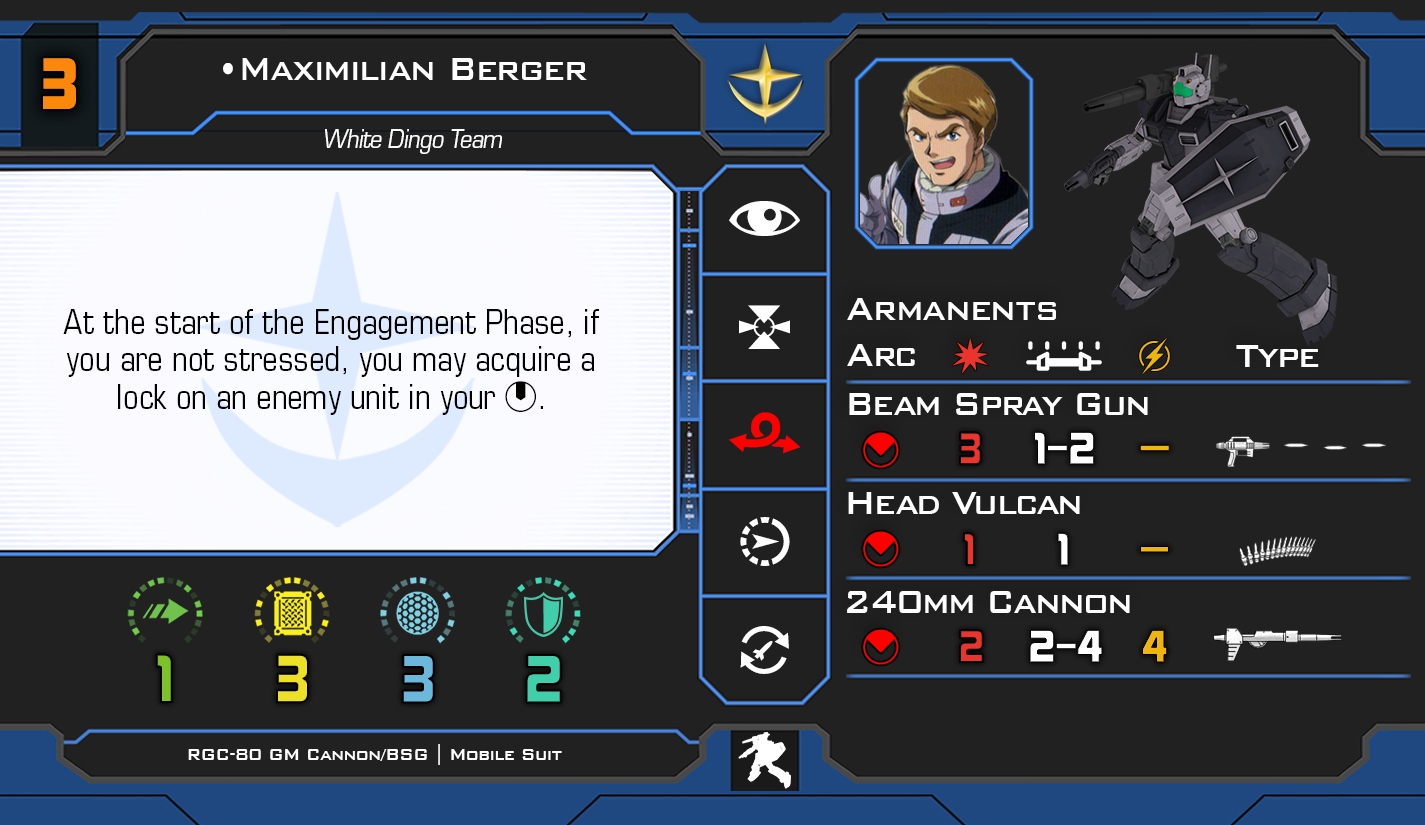 3
•Maximilian Berger
White Dingo Team
At the start of the Engagement Phase, if
you are not stressed, you may acquire a
lock on an enemy unit in your .
1 3 3 2
RGC-80 GM Cannon/BSG | Mobile Suit
Armanents
Arc Type
Beam Spray Gun
3 1–2 –
Head Vulcan
1 1 –
240mm Cannon
2 2–4 4